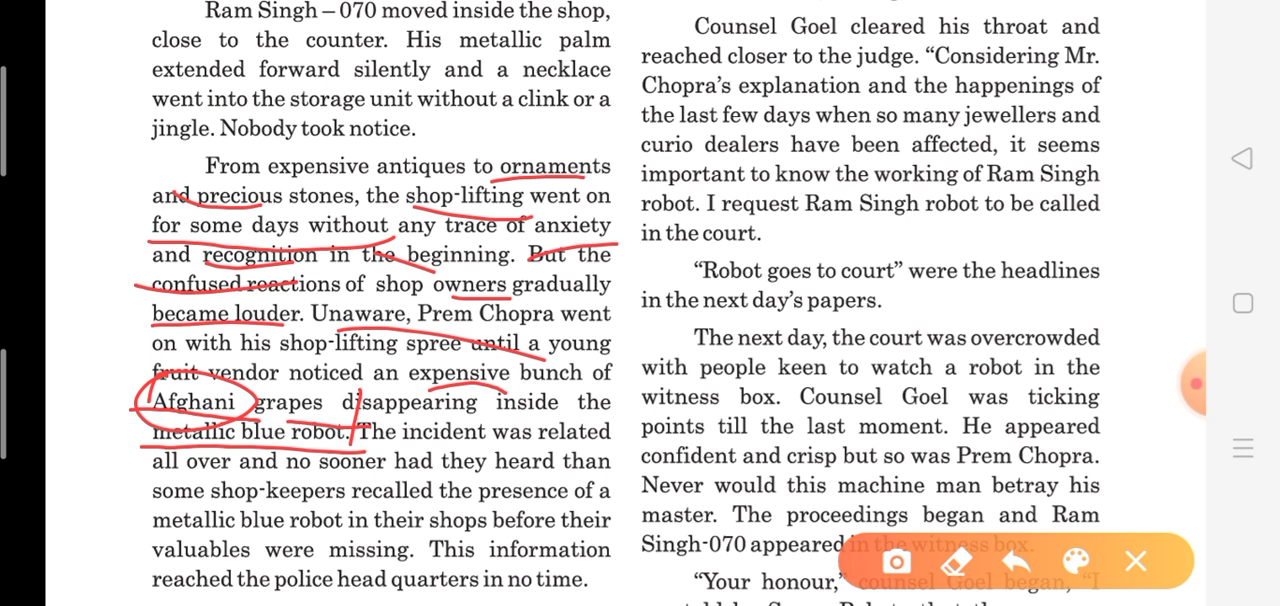 Ram Singh – 070 moved inside the shop,
close to the counter. His metallic palm
extended forward silently and a necklace
went into the storage unit without a clink or a
jingle. Nobody took notice.
From expensive antiques to ornaments
and precious stones, the shop-lifting went on
for some days without any trace of anxiety
and recognition in the beginning. But the
confused reactions of shop owners gradually
became louder. Unaware, Prem Chopra went
on with his shop-lifting spree until a young
fruit vendor noticed an expensive bunch of
Afghani grapes disappearing inside the
metallic blue robot. The incident was related
all over and no sooner had they heard than
some shop-keepers recalled the presence of a
metallic blue robot in their shops before their
valuables were missing. This information
reached the police head quarters in no time.
Counsel Goel cleared his throat and
reached closer to the judge. “Considering Mr.
Chopra’s explanation and the happenings of
the last few days when so many jewellers and
curio dealers have been affected, it seems
important to know the working of Ram Singh
robot. I request Ram Singh robot to be called
in the court.
“Robot goes to court” were the headlines
in the next day’s papers.
The next day, the court was overcrowded
with people keen to watch a robot in the
witness box. Counsel Goel was ticking
points till the last moment. He appeared
confident and crisp but so was Prem Chopra.
Never would this machine man betray his
master. The proceedings began and Ram
Singh-070 appeared in the witness box.
“Your honour,” counsel Goel began, “I